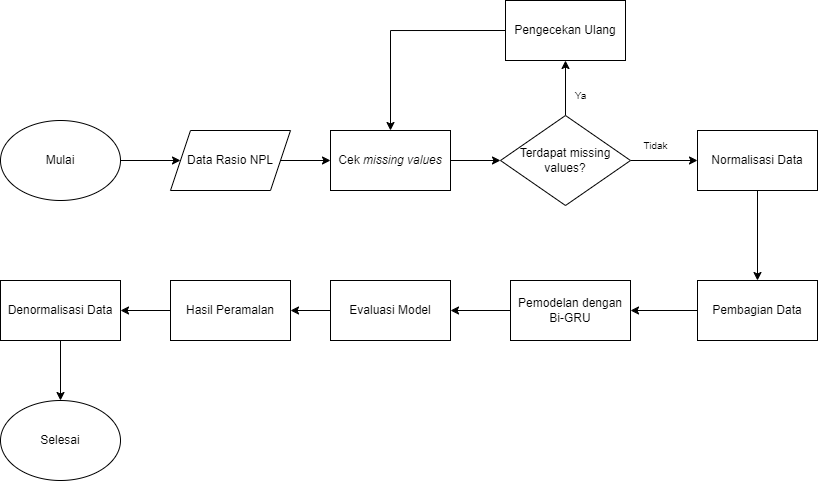 Pengecekan Ulang
Ya
Mulai
Data Rasio NPL
Cek missing values
Terdapat missing
values?
Tidak
Normalisasi Data
Denormalisasi Data
Hasil Peramalan
Evaluasi Model
Pemodelan dengan
Bi-GRU
Pembagian Data
Selesai